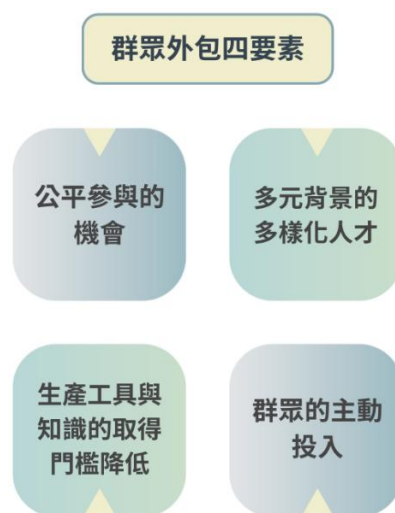 群眾外包四要素
公平參與的
機會
多元背景的
多樣化人才
生產工具與
知識的取得
門檻降低
群眾的主動
投入